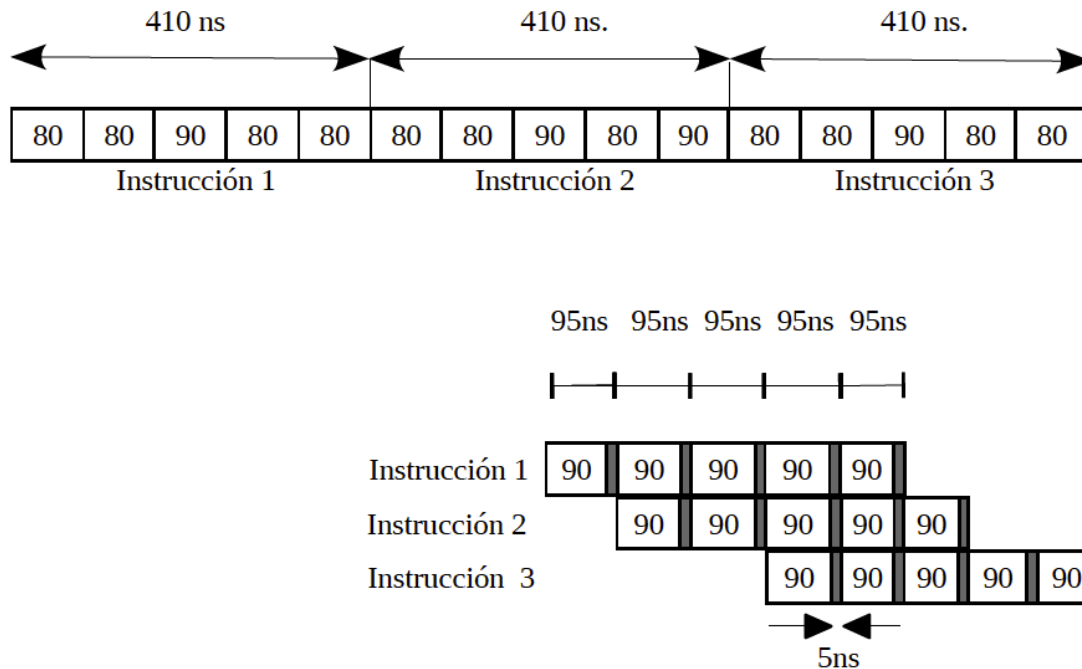 410 ns 410 ns. 410 ns.
80 80 90 80 80 80 80 90 80 90 80 80 90 80 80
Instrucción 1 Instrucción 2 Instrucción 3
95ns 95ns 95ns 95ns 95ns
Instrucción 1 90 90 90 90 90
Instrucción 2 90 90 90 90 90
Instrucción 3 90 90 90 90 90
5ns